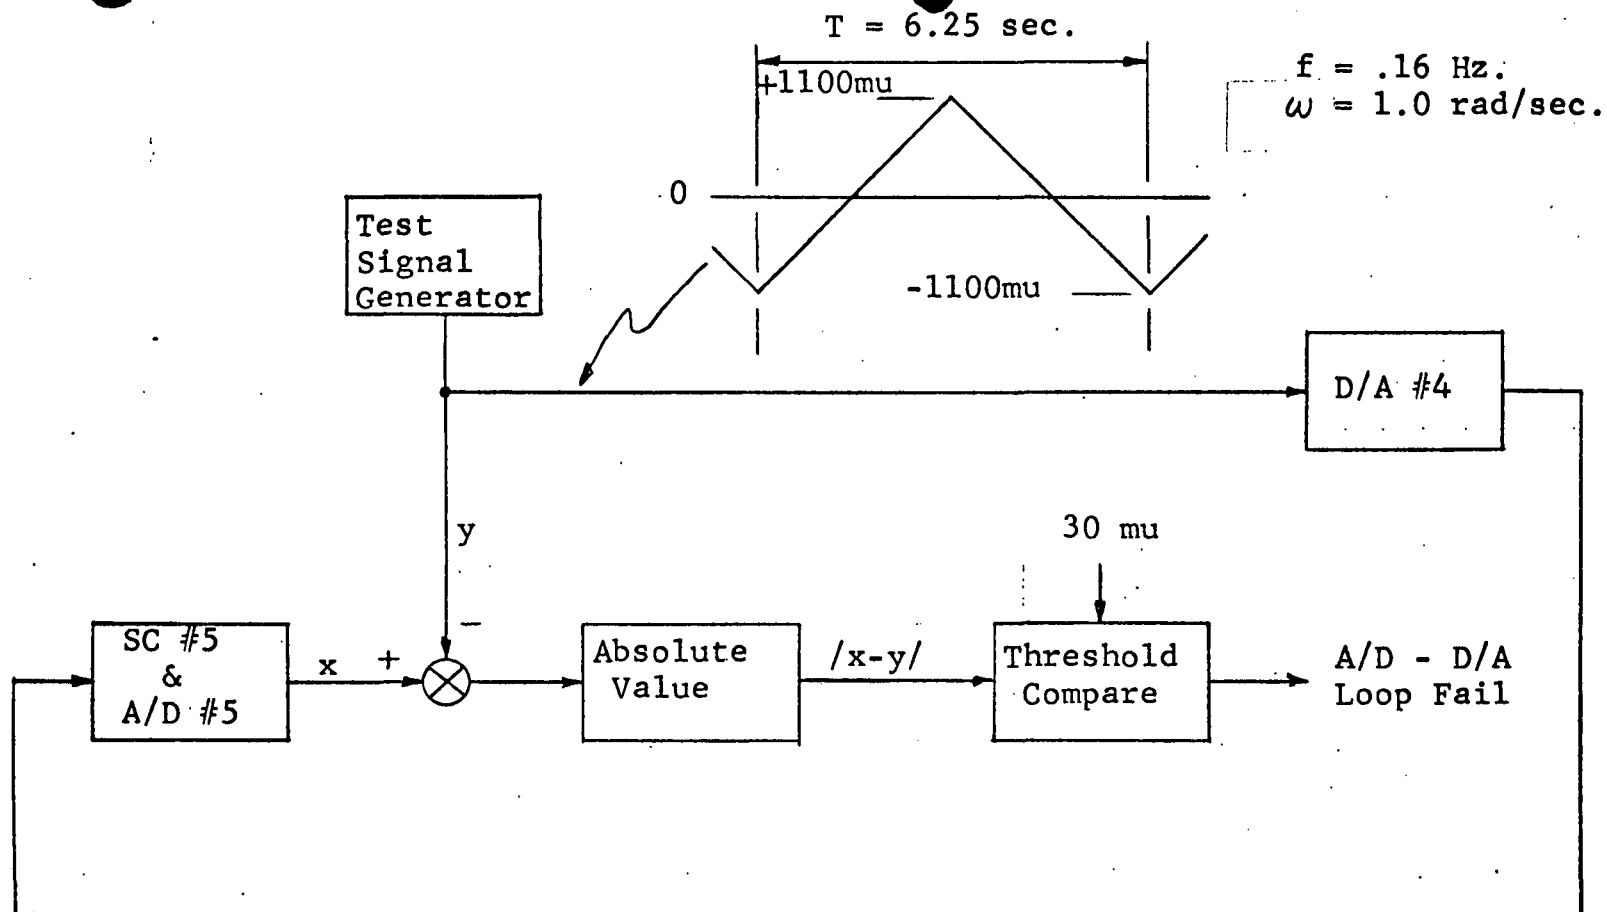 T = 6.25 sec.
+1100mu
f = .16 Hz.
ω = 1.0 rad/sec.
0
-1100mu
Test
Signal
Generator
D/A #4
y
30 mu
SC #5
&
A/D #5
x
+
−
Absolute
Value
/x-y/
Threshold
Compare
A/D - D/A
Loop Fail